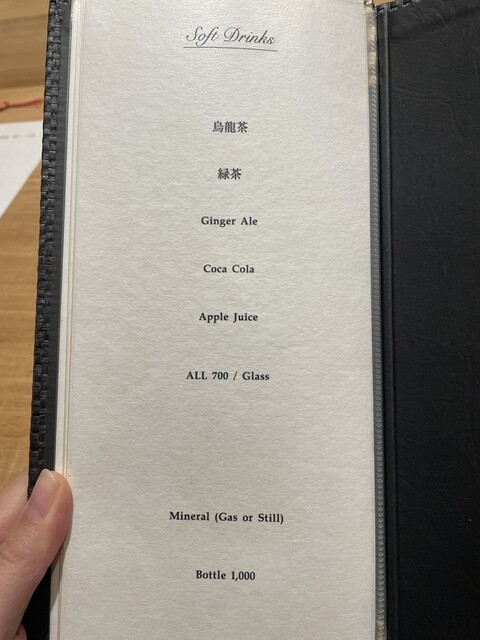 Soft Drinks
烏龍茶
緑茶
Ginger Ale
Coca Cola
Apple Juice
ALL 700 / Glass
Mineral (Gas or Still)
Bottle 1,000